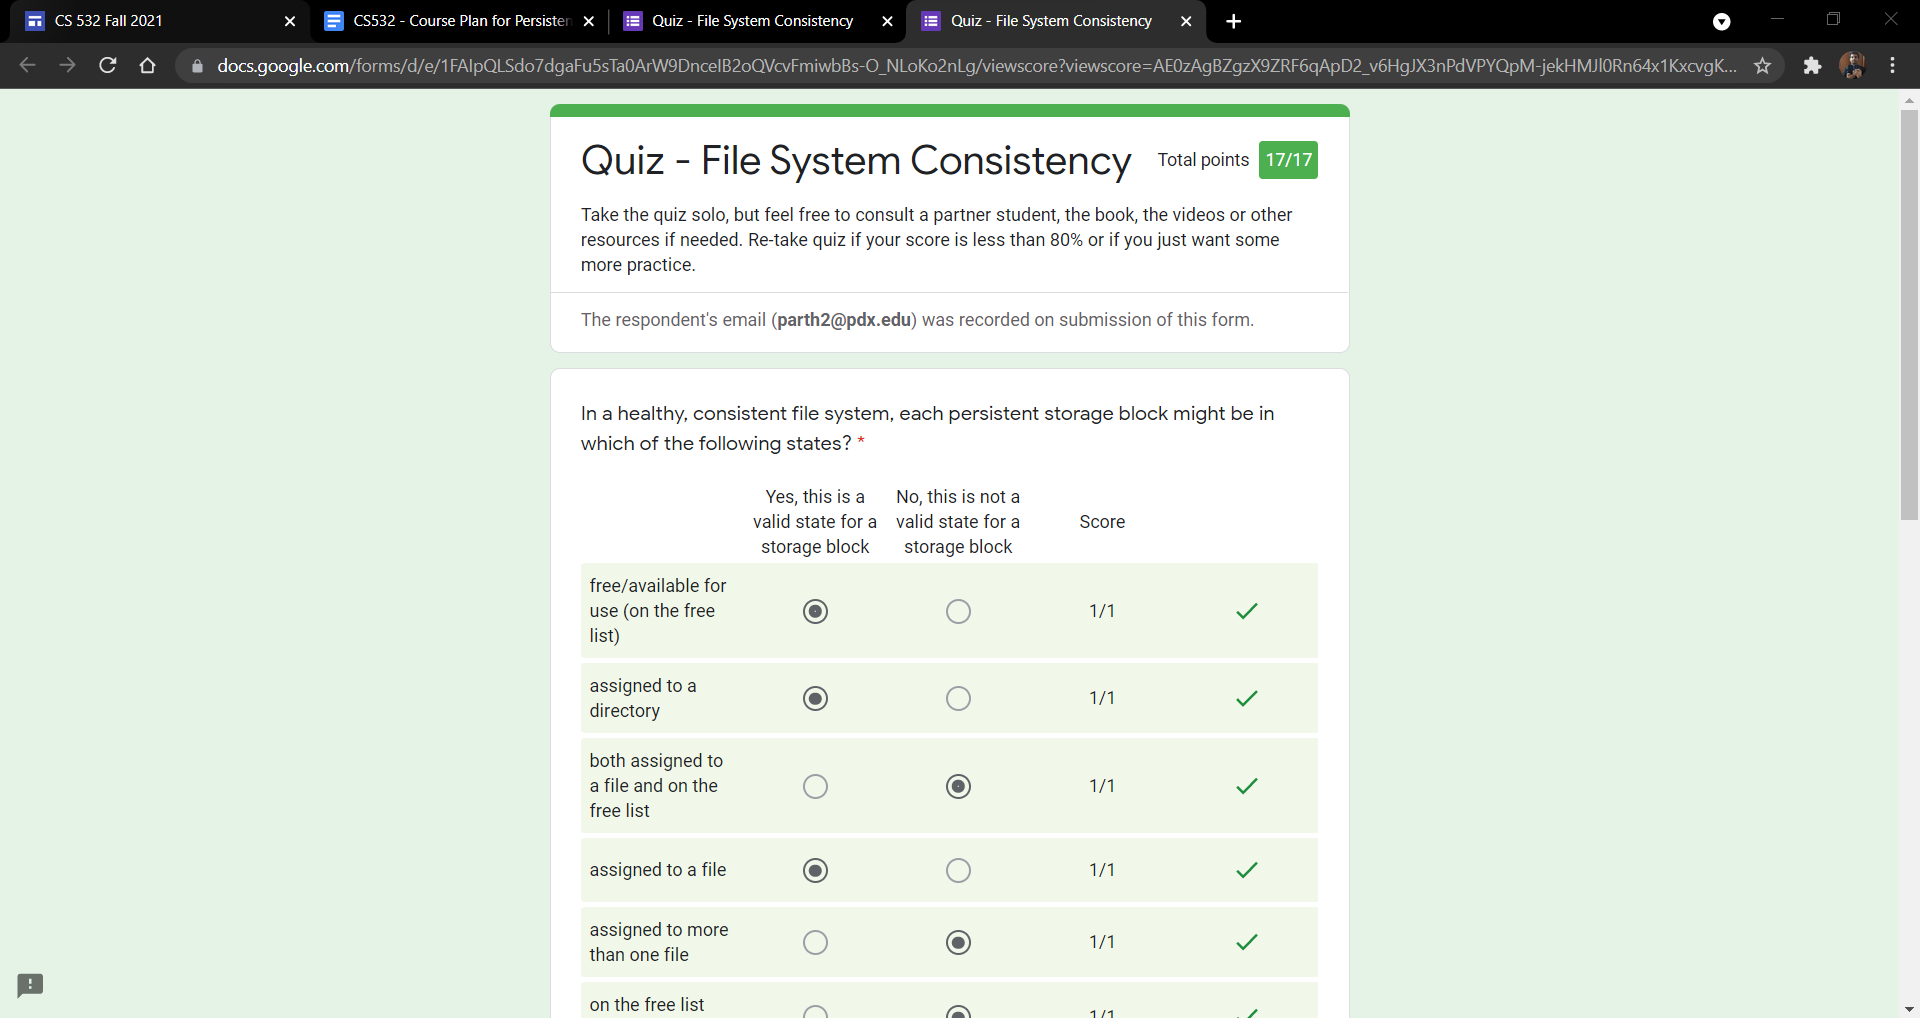 CS 532 Fall 2021
CS532 - Course Plan for Persisten
Quiz - File System Consistency
Quiz - File System Consistency
docs.google.com/forms/d/e/1FAIpQLSdo7dgaFu5sTa0ArW9DnceIB2oQVcvFmiwbBs-O_NLoKo2nLg/viewscore?viewscore=AE0zAgBZgzX9ZRF6qApD2_v6HgJX3nPdVPYQpM-jekHMJl0Rn64x1KxcvgK...
Quiz - File System Consistency
Total points 17/17
Take the quiz solo, but feel free to consult a partner student, the book, the videos or other
resources if needed. Re-take quiz if your score is less than 80% or if you just want some
more practice.
The respondent's email (parth2@pdx.edu) was recorded on submission of this form.
In a healthy, consistent file system, each persistent storage block might be in
which of the following states? *
Yes, this is a
valid state for a
storage block
No, this is not a
valid state for a
storage block
Score
free/available for
use (on the free
list)
1/1
assigned to a
directory
1/1
both assigned to
a file and on the
free list
1/1
assigned to a file
1/1
assigned to more
than one file
1/1
on the free list
1/1